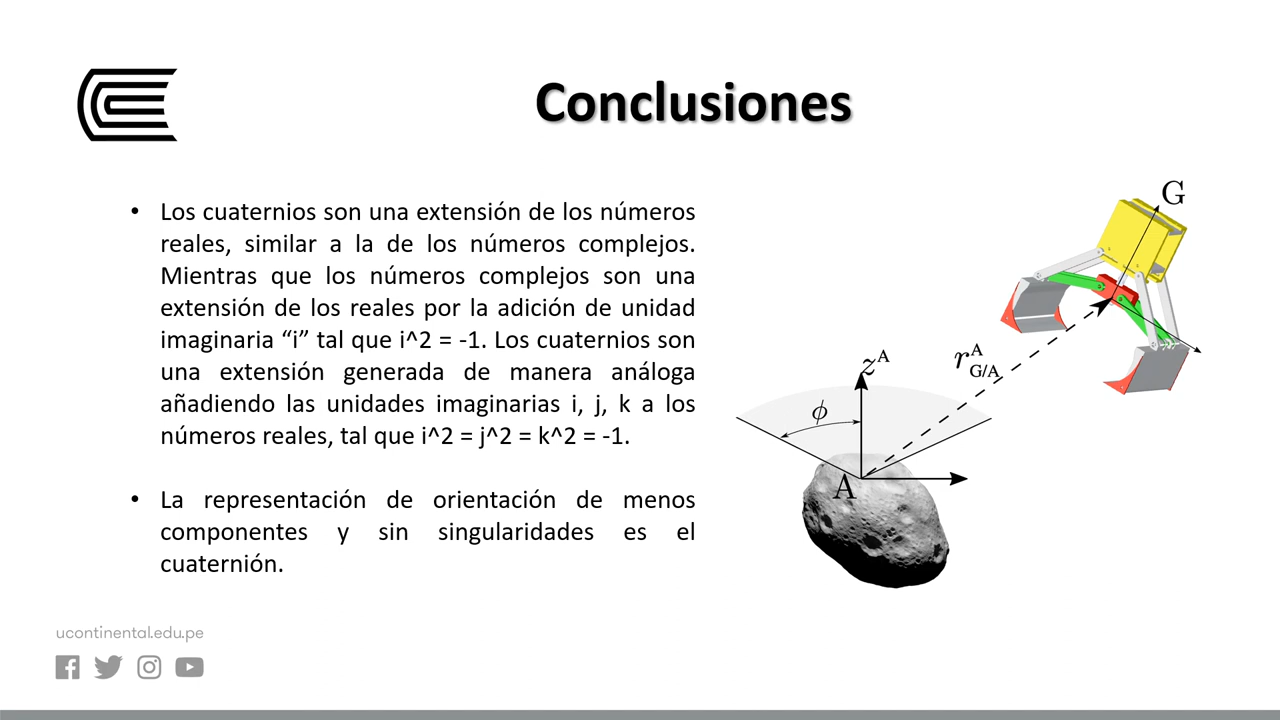 Conclusiones
• Los cuaternios son una extensión de los números
reales, similar a la de los números complejos.
Mientras que los números complejos son una
extensión de los reales por la adición de unidad
imaginaria “i” tal que i^2 = -1. Los cuaternios son
una extensión generada de manera análoga
añadiendo las unidades imaginarias i, j, k a los
números reales, tal que i^2 = j^2 = k^2 = -1.
• La representación de orientación de menos
componentes y sin singularidades es el
cuaternión.
G
r^A_G/A
z^A
ϕ
A
ucontinental.edu.pe